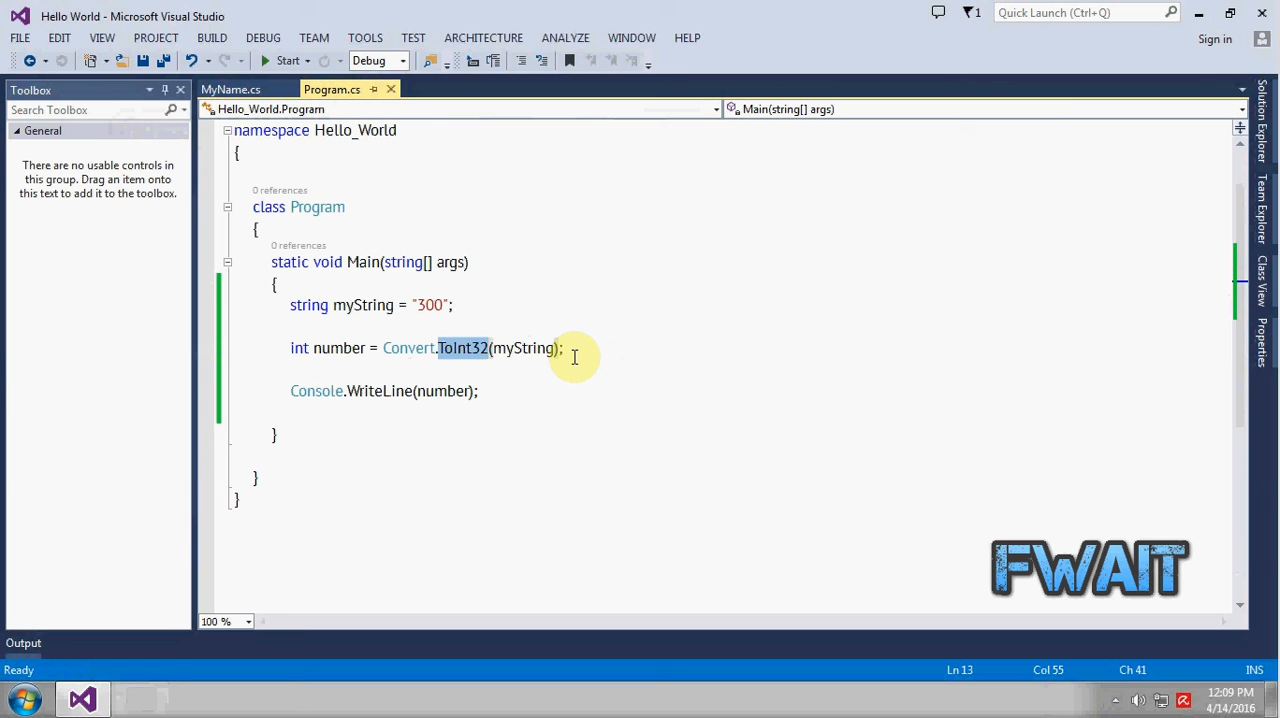 Hello World - Microsoft Visual Studio
1
Quick Launch (Ctrl+Q)
FILE EDIT VIEW PROJECT BUILD DEBUG TEAM TOOLS TEST ARCHITECTURE ANALYZE WINDOW HELP
Sign in
Start Debug
Toolbox
MyName.cs Program.cs
Search Toolbox
Hello_World.Program
Main(string[] args)
General
There are no usable controls in
this group. Drag an item onto
this text to add it to the toolbox.
namespace Hello_World
{
0 references
class Program
{
0 references
static void Main(string[] args)
{
string myString = "300";
int number = Convert.ToInt32(myString);
Console.WriteLine(number);
}
}
}
Solution Explorer
Team Explorer
Class View
Properties
FWAIT
100 %
Output
Ready
Ln 13
Col 55
Ch 41
INS
12:09 PM
4/14/2016